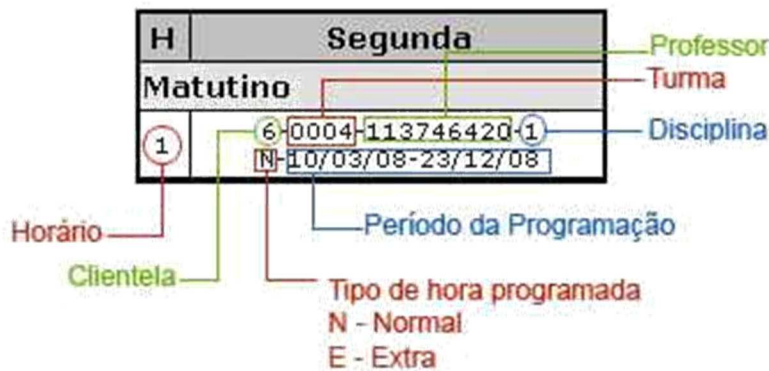 H Segunda
Professor
Matutino
Turma
1
6-0004-113746420-1
Disciplina
N-10/03/08-23/12/08
Horário
Período da Programação
Clientela
Tipo de hora programada
N - Normal
E - Extra